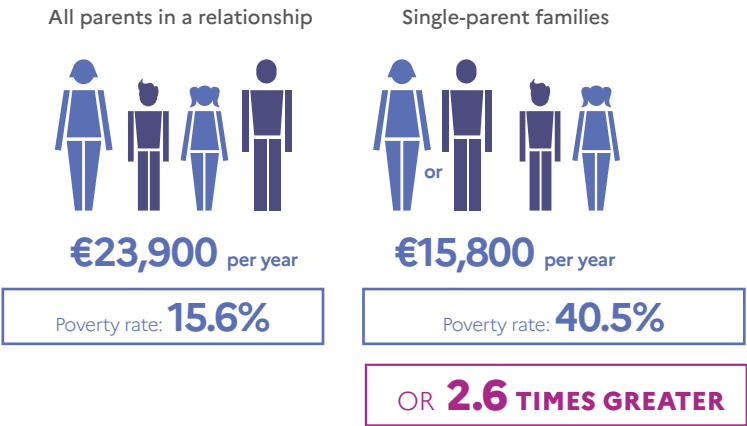 All parents in a relationship
Single-parent families
or
€23,900 per year
€15,800 per year
Poverty rate: 15.6%
Poverty rate: 40.5%
OR 2.6 TIMES GREATER